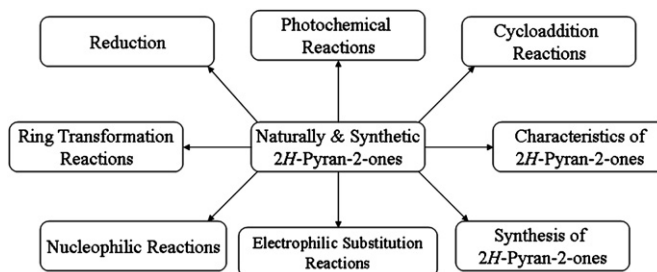 Photochemical
Reactions
Reduction
Cycloaddition
Reactions
Ring Transformation
Reactions
Naturally & Synthetic
2H-Pyran-2-ones
Characteristics of
2H-Pyran-2-ones
Nucleophilic Reactions
Electrophilic Substitution
Reactions
Synthesis of
2H-Pyran-2-ones